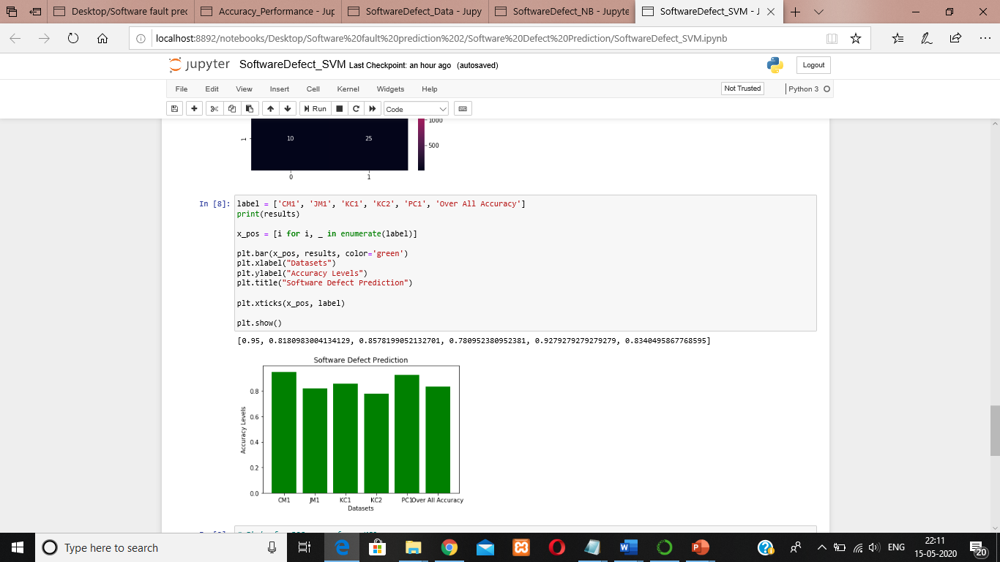 Desktop/Software fault prec
Accuracy_Performance - Jup
SoftwareDefect_Data - Jupy
SoftwareDefect_NB - Jupyte
SoftwareDefect_SVM - J
localhost:8892/notebooks/Desktop/Software%20fault%20prediction%202/Software%20Defect%20Prediction/SoftwareDefect_SVM.ipynb
jupyter SoftwareDefect_SVM Last Checkpoint: an hour ago (autosaved)
Logout
File Edit View Insert Cell Kernel Widgets Help
Not Trusted
Python 3
Run
Code
1000
1 10 25
500
0 1
In [8]:
label = ['CM1', 'JM1', 'KC1', 'KC2', 'PC1', 'Over All Accuracy']
print(results)
x_pos = [i for i, _ in enumerate(label)]
plt.bar(x_pos, results, color='green')
plt.xlabel("Datasets")
plt.ylabel("Accuracy Levels")
plt.title("Software Defect Prediction")
plt.xticks(x_pos, label)
plt.show()
[0.95, 0.8180983004134129, 0.8578199052132701, 0.780952380952381, 0.9279279279279279, 0.8340495867768595]
Software Defect Prediction
Accuracy Levels
0.8
0.6
0.4
0.2
0.0
CM1 JM1 KC1 KC2 PC1 Over All Accuracy
Datasets
Type here to search
ENG
22:11
15-05-2020
20